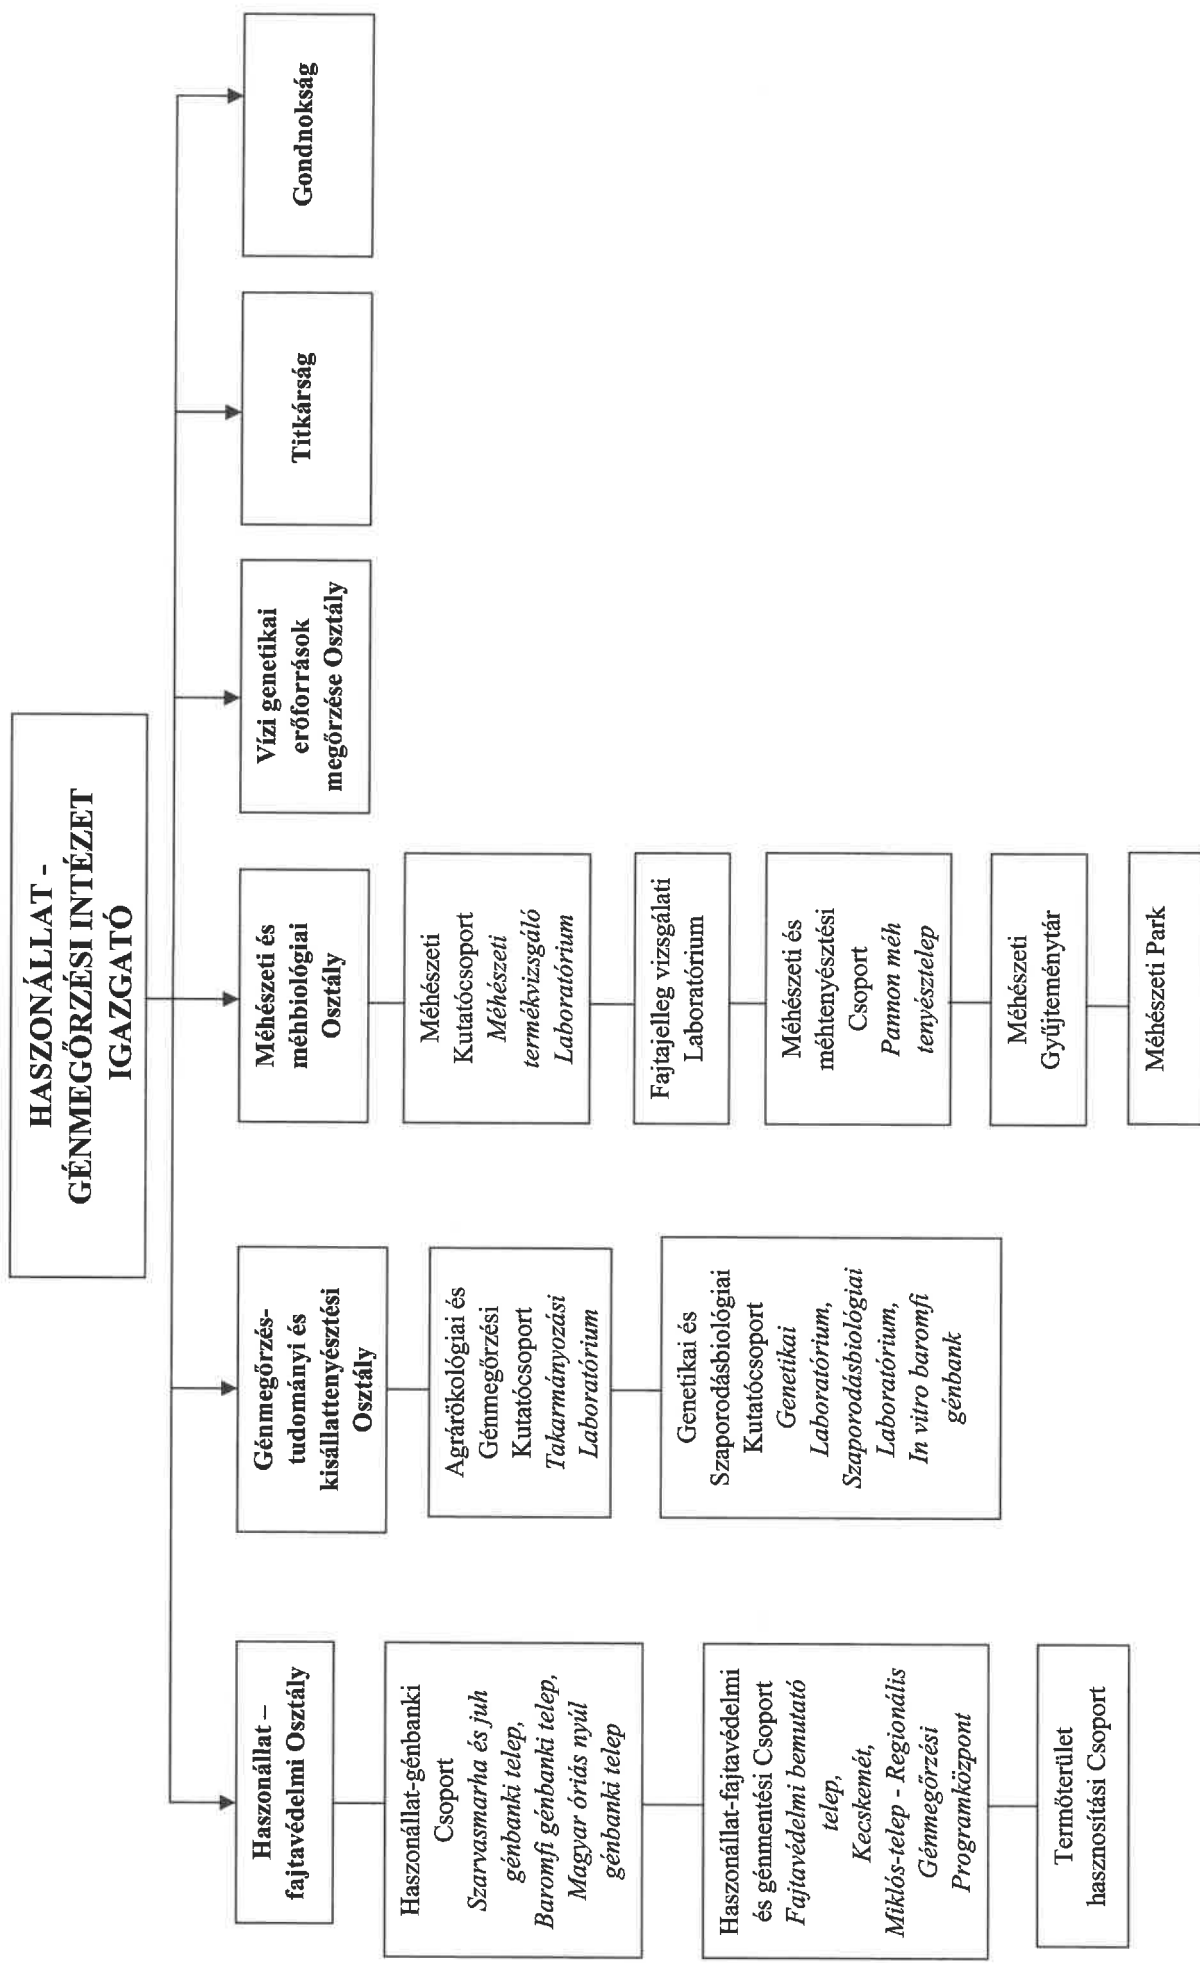 HASZONÁLLAT -
GÉNMEGŐRZÉSI INTÉZET
IGAZGATÓ
Haszonállat –
fajtavédelmi Osztály
Haszonállat-génbanki
Csoport
Szarvasmarha és juh
génbanki telep,
Baromfi génbanki telep,
Magyar óriás nyúl
génbanki telep
Haszonállat-fajtavédelmi
és génmentési Csoport
Fajtavédelmi bemutató
telep,
Kecskemét,
Miklós-telep - Regionális
Génmegőrzési
Programközpont
Termőterület
hasznosítási Csoport
Génmegőrzés-
tudományi és
kisállattenyésztési
Osztály
Agrárökológiai és
Génmegőrzési
Kutatócsoport
Takarmányozási
Laboratórium
Genetikai és
Szaporodásbiológiai
Kutatócsoport
Genetikai
Laboratórium,
Szaporodásbiológiai
Laboratórium,
In vitro baromfi
génbank
Méhészeti és
méhbiológiai
Osztály
Méhészeti
Kutatócsoport
Méhészeti
termékvizsgáló
Laboratórium
Fajtajelleg vizsgálati
Laboratórium
Méhészeti és
méhtenyésztési
Csoport
Pannon méh
tenyésztelep
Méhészeti
Gyűjteménytár
Méhészeti Park
Vízi genetikai
erőforrások
megőrzése Osztály
Titkárság
Gondnokság